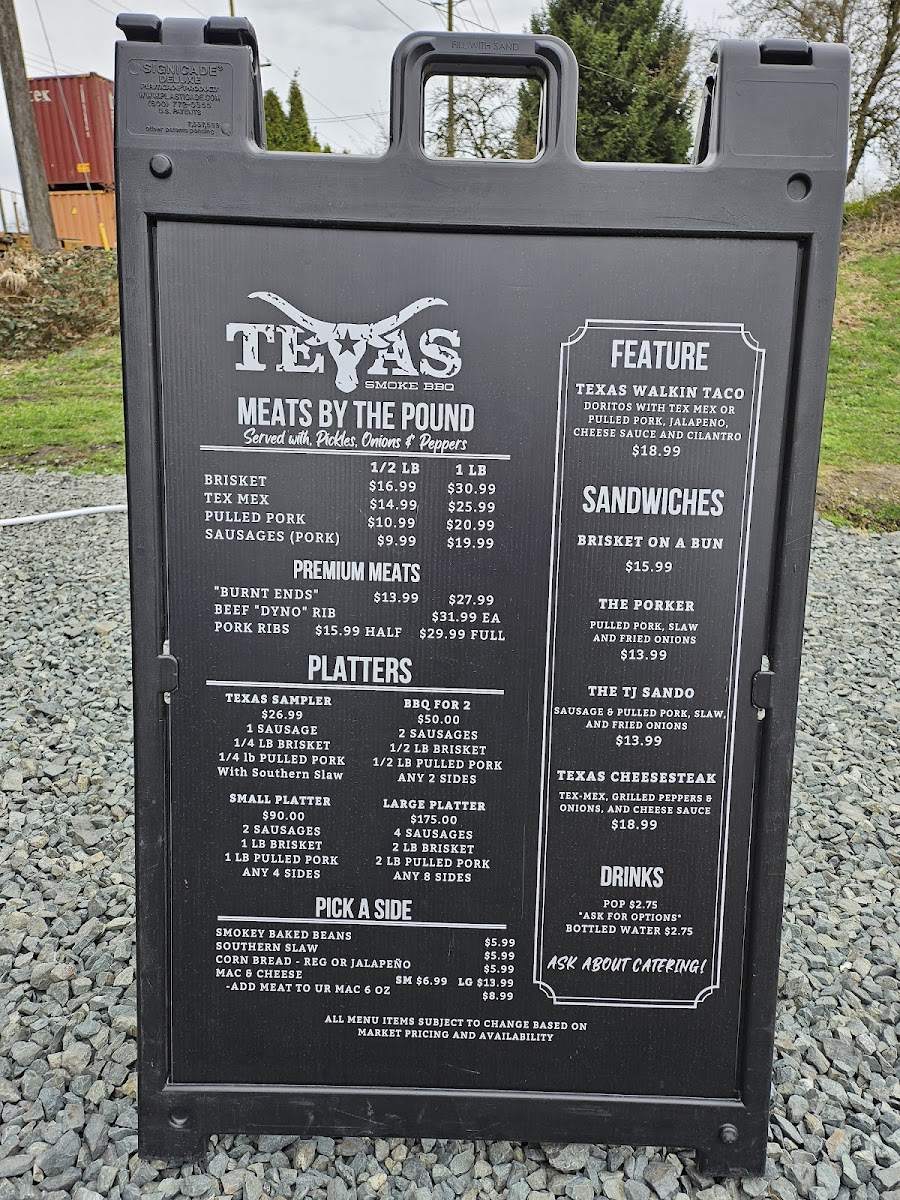 FILL WITH SAND
SIGNICADE®
DELUXE
PLASTICADE® PRODUCT
WWW.PLASTICADE.COM
U.S. PATENTS
other patents pending
TEXAS
SMOKE BBQ
MEATS BY THE POUND
Served with, Pickles, Onions & Peppers
1/2 LB 1 LB
BRISKET $16.99 $30.99
TEX MEX $14.99 $25.99
PULLED PORK $10.99 $20.99
SAUSAGES (PORK) $9.99 $19.99
PREMIUM MEATS
"BURNT ENDS" $13.99 $27.99
BEEF "DYNO" RIB $31.99 EA
PORK RIBS $15.99 HALF $29.99 FULL
PLATTERS
TEXAS SAMPLER
$26.99
1 SAUSAGE
1/4 LB BRISKET
1/4 lb PULLED PORK
With Southern Slaw
BBQ FOR 2
$50.00
2 SAUSAGES
1/2 LB BRISKET
1/2 LB PULLED PORK
ANY 2 SIDES
SMALL PLATTER
$90.00
2 SAUSAGES
1 LB BRISKET
1 LB PULLED PORK
ANY 4 SIDES
LARGE PLATTER
$175.00
4 SAUSAGES
2 LB BRISKET
2 LB PULLED PORK
ANY 8 SIDES
PICK A SIDE
SMOKEY BAKED BEANS $5.99
SOUTHERN SLAW $5.99
CORN BREAD - REG OR JALAPEÑO $5.99
MAC & CHEESE SM $6.99 LG $13.99
-ADD MEAT TO UR MAC 6 OZ $8.99
ALL MENU ITEMS SUBJECT TO CHANGE BASED ON
MARKET PRICING AND AVAILABILITY
FEATURE
TEXAS WALKIN TACO
DORITOS WITH TEX MEX OR
PULLED PORK, JALAPENO,
CHEESE SAUCE AND CILANTRO
$18.99
SANDWICHES
BRISKET ON A BUN
$15.99
THE PORKER
PULLED PORK, SLAW
AND FRIED ONIONS
$13.99
THE TJ SANDO
SAUSAGE & PULLED PORK, SLAW,
AND FRIED ONIONS
$13.99
TEXAS CHEESESTEAK
TEX-MEX, GRILLED PEPPERS &
ONIONS, AND CHEESE SAUCE
$18.99
DRINKS
POP $2.75
"ASK FOR OPTIONS"
BOTTLED WATER $2.75
ASK ABOUT CATERING!